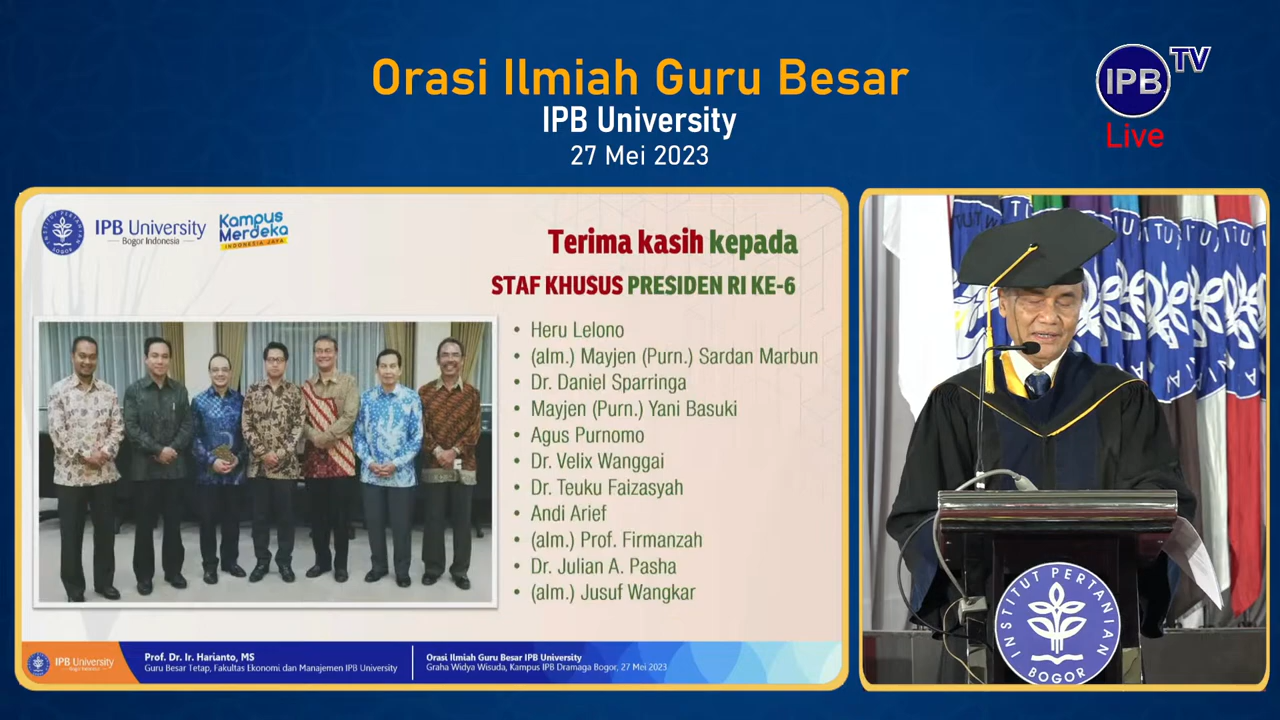 Orasi Ilmiah Guru Besar
IPB University
27 Mei 2023
IPB TV
Live
INSTITUT PERTANIAN
BOGOR
IPB University
Bogor Indonesia
Kampus
Merdeka
INDONESIA JAYA
Terima kasih kepada
STAF KHUSUS PRESIDEN RI KE-6
• Heru Lelono
• (alm.) Mayjen (Purn.) Sardan Marbun
• Dr. Daniel Sparringa
• Mayjen (Purn.) Yani Basuki
• Agus Purnomo
• Dr. Velix Wanggai
• Dr. Teuku Faizasyah
• Andi Arief
• (alm.) Prof. Firmanzah
• Dr. Julian A. Pasha
• (alm.) Jusuf Wangkar
IPB University
Bogor Indonesia
Prof. Dr. Ir. Harianto, MS
Guru Besar Tetap, Fakultas Ekonomi dan Manajemen IPB University
Orasi Ilmiah Guru Besar IPB University
Graha Widya Wisuda, Kampus IPB Dramaga Bogor, 27 Mei 2023
INSTITUT PERTANIAN
BOGOR